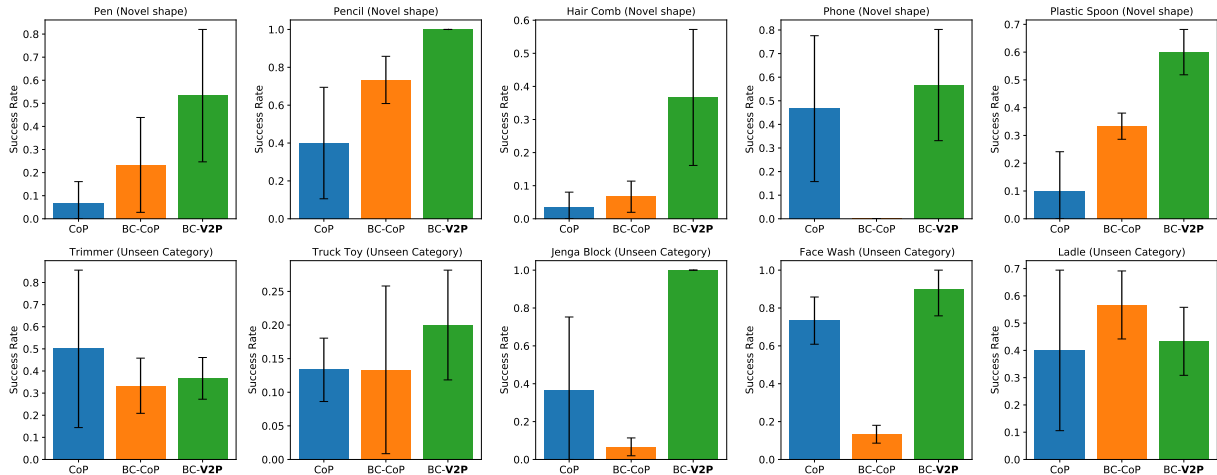 Pen (Novel shape)
Success Rate
0.8
0.7
0.6
0.5
0.4
0.3
0.2
0.1
0.0
CoP BC-CoP BC-V2P
Pencil (Novel shape)
Success Rate
1.0
0.8
0.6
0.4
0.2
0.0
CoP BC-CoP BC-V2P
Hair Comb (Novel shape)
Success Rate
0.6
0.5
0.4
0.3
0.2
0.1
0.0
CoP BC-CoP BC-V2P
Phone (Novel shape)
Success Rate
0.8
0.7
0.6
0.5
0.4
0.3
0.2
0.1
0.0
CoP BC-CoP BC-V2P
Plastic Spoon (Novel shape)
Success Rate
0.7
0.6
0.5
0.4
0.3
0.2
0.1
0.0
CoP BC-CoP BC-V2P
Trimmer (Unseen Category)
Success Rate
0.8
0.7
0.6
0.5
0.4
0.3
0.2
0.1
0.0
CoP BC-CoP BC-V2P
Truck Toy (Unseen Category)
Success Rate
0.25
0.20
0.15
0.10
0.05
0.00
CoP BC-CoP BC-V2P
Jenga Block (Unseen Category)
Success Rate
1.0
0.8
0.6
0.4
0.2
0.0
CoP BC-CoP BC-V2P
Face Wash (Unseen Category)
Success Rate
1.0
0.8
0.6
0.4
0.2
0.0
CoP BC-CoP BC-V2P
Ladle (Unseen Category)
Success Rate
0.7
0.6
0.5
0.4
0.3
0.2
0.1
0.0
CoP BC-CoP BC-V2P